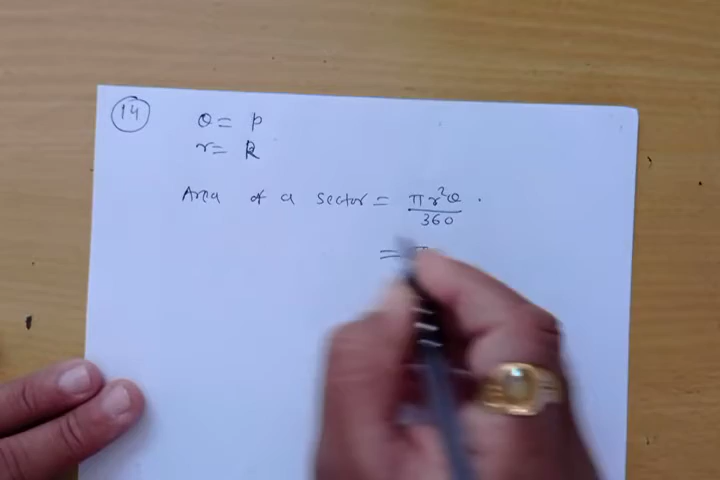 14
θ = p
r = R
Area of a sector = πr²θ/360
= π